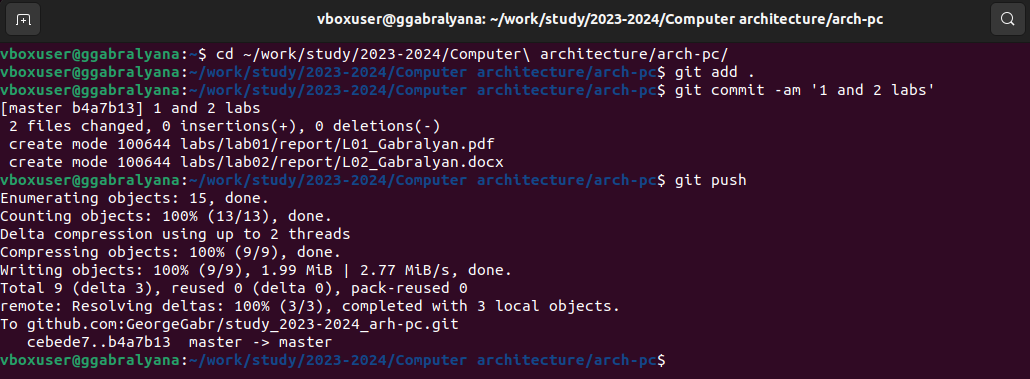 vboxuser@ggabralyana: ~/work/study/2023-2024/Computer architecture/arch-pc
vboxuser@ggabralyana:~$ cd ~/work/study/2023-2024/Computer\ architecture/arch-pc/
vboxuser@ggabralyana:~/work/study/2023-2024/Computer architecture/arch-pc$ git add .
vboxuser@ggabralyana:~/work/study/2023-2024/Computer architecture/arch-pc$ git commit -am '1 and 2 labs'
[master b4a7b13] 1 and 2 labs
 2 files changed, 0 insertions(+), 0 deletions(-)
 create mode 100644 labs/lab01/report/L01_Gabralyan.pdf
 create mode 100644 labs/lab02/report/L02_Gabralyan.docx
vboxuser@ggabralyana:~/work/study/2023-2024/Computer architecture/arch-pc$ git push
Enumerating objects: 15, done.
Counting objects: 100% (13/13), done.
Delta compression using up to 2 threads
Compressing objects: 100% (9/9), done.
Writing objects: 100% (9/9), 1.99 MiB | 2.77 MiB/s, done.
Total 9 (delta 3), reused 0 (delta 0), pack-reused 0
remote: Resolving deltas: 100% (3/3), completed with 3 local objects.
To github.com:GeorgeGabr/study_2023-2024_arh-pc.git
   cebede7..b4a7b13  master -> master
vboxuser@ggabralyana:~/work/study/2023-2024/Computer architecture/arch-pc$